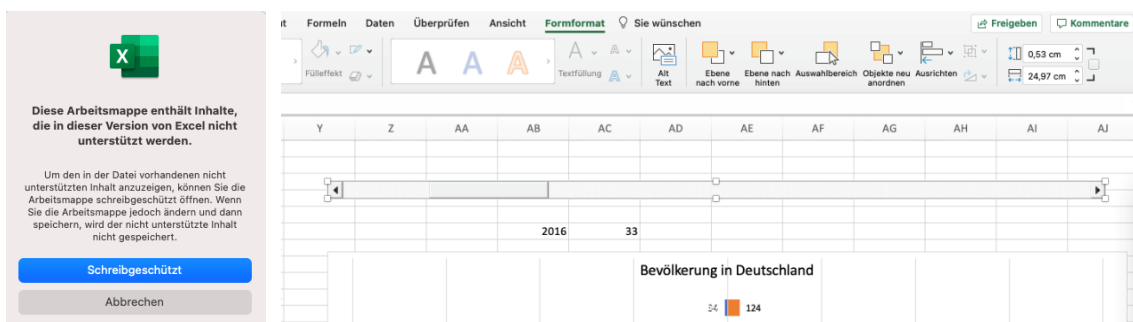 Diese Arbeitsmappe enthält Inhalte,
die in dieser Version von Excel nicht
unterstützt werden.
Um den in der Datei vorhandenen nicht
unterstützten Inhalt anzuzeigen, können Sie die
Arbeitsmappe schreibgeschützt öffnen. Wenn
Sie die Arbeitsmappe jedoch ändern und dann
speichern, wird der nicht unterstützte Inhalt
nicht gespeichert.
Schreibgeschützt
Abbrechen
Formeln Daten Überprüfen Ansicht Formformat Sie wünschen Freigeben Kommentare
Fülleffekt
A A A
A A
Textfüllung A
Alt
Text
Ebene
nach vorne
Ebene nach
hinten
Auswahlbereich
Objekte neu
anordnen
Ausrichten
0,53 cm
24,97 cm
Y Z AA AB AC AD AE AF AG AH AI AJ
2016 33
Bevölkerung in Deutschland
124